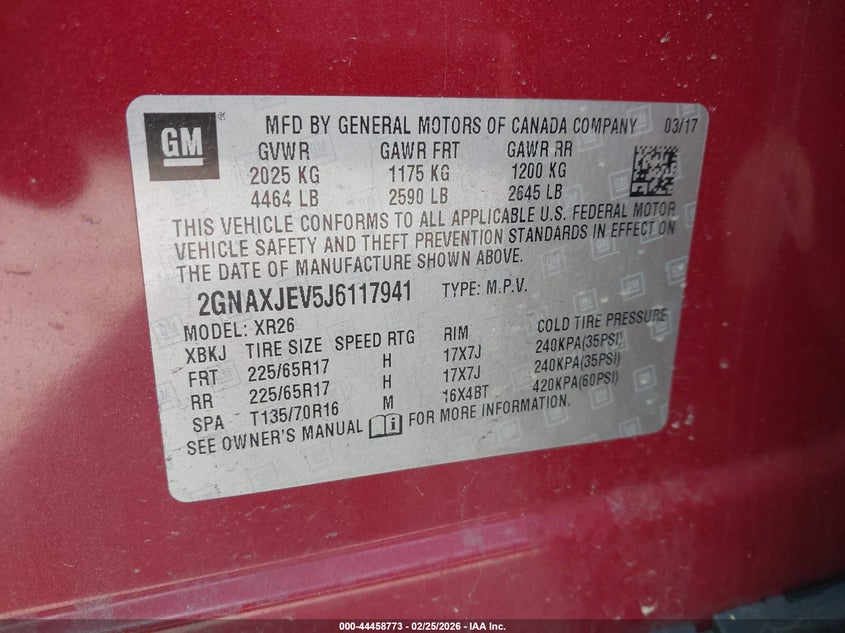 GM ® MFD BY GENERAL MOTORS OF CANADA COMPANY 03/17
GVWR GAWR FRT GAWR RR
2025 KG 1175 KG 1200 KG
4464 LB 2590 LB 2645 LB
THIS VEHICLE CONFORMS TO ALL APPLICABLE U.S. FEDERAL MOTOR
VEHICLE SAFETY AND THEFT PREVENTION STANDARDS IN EFFECT ON
THE DATE OF MANUFACTURE SHOWN ABOVE.
2GNAXJEV5J6117941 TYPE: M.P.V.
MODEL: XR26
XBKJ TIRE SIZE SPEED RTG RIM COLD TIRE PRESSURE
FRT 225/65R17 H 17X7J 240KPA(35PSI)
RR 225/65R17 H 17X7J 240KPA(35PSI)
SPA T135/70R16 M 16X4BT 420KPA(60PSI)
SEE OWNER'S MANUAL FOR MORE INFORMATION.
000-44458773 - 02/25/2026 - IAA Inc.